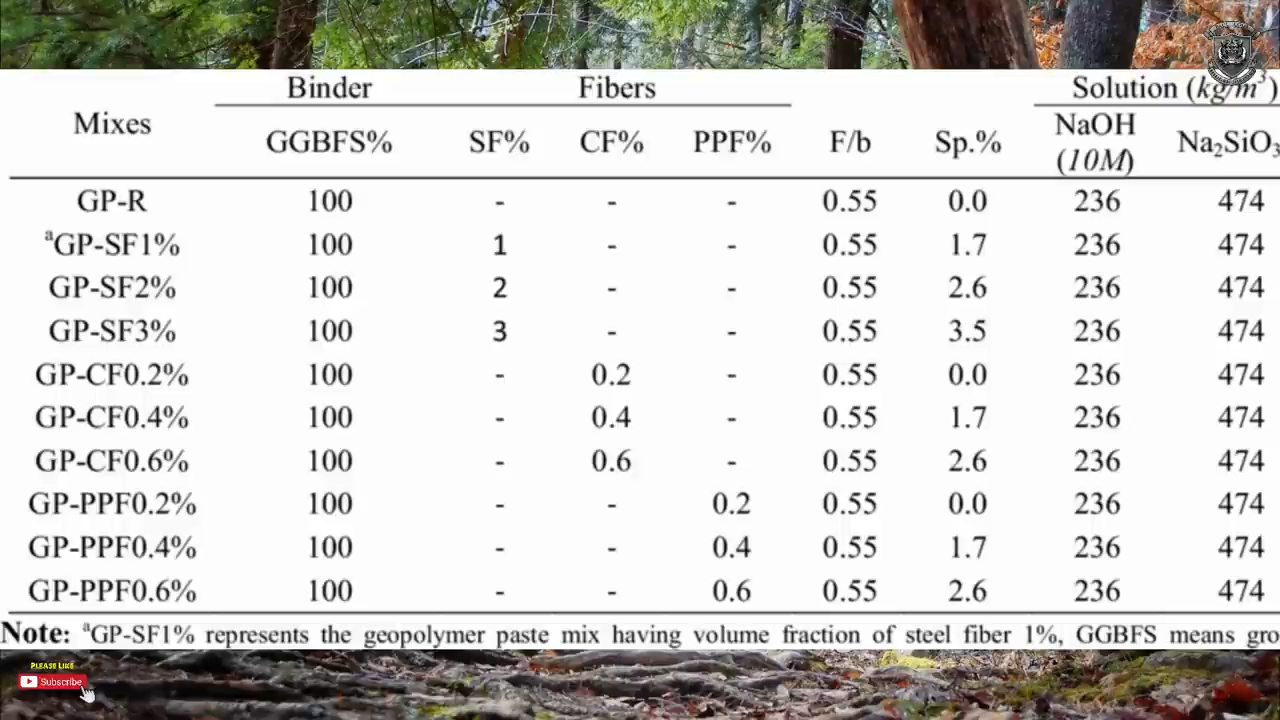 Binder Fibers Solution (kg/m3)
Mixes GGBFS% SF% CF% PPF% F/b Sp.% NaOH (10M) Na2SiO3
GP-R 100 - - - 0.55 0.0 236 474
aGP-SF1% 100 1 - - 0.55 1.7 236 474
GP-SF2% 100 2 - - 0.55 2.6 236 474
GP-SF3% 100 3 - - 0.55 3.5 236 474
GP-CF0.2% 100 - 0.2 - 0.55 0.0 236 474
GP-CF0.4% 100 - 0.4 - 0.55 1.7 236 474
GP-CF0.6% 100 - 0.6 - 0.55 2.6 236 474
GP-PPF0.2% 100 - - 0.2 0.55 0.0 236 474
GP-PPF0.4% 100 - - 0.4 0.55 1.7 236 474
GP-PPF0.6% 100 - - 0.6 0.55 2.6 236 474
Note: aGP-SF1% represents the geopolymer paste mix having volume fraction of steel fiber 1%, GGBFS means gro
PLEASE LIKE
Subscribe